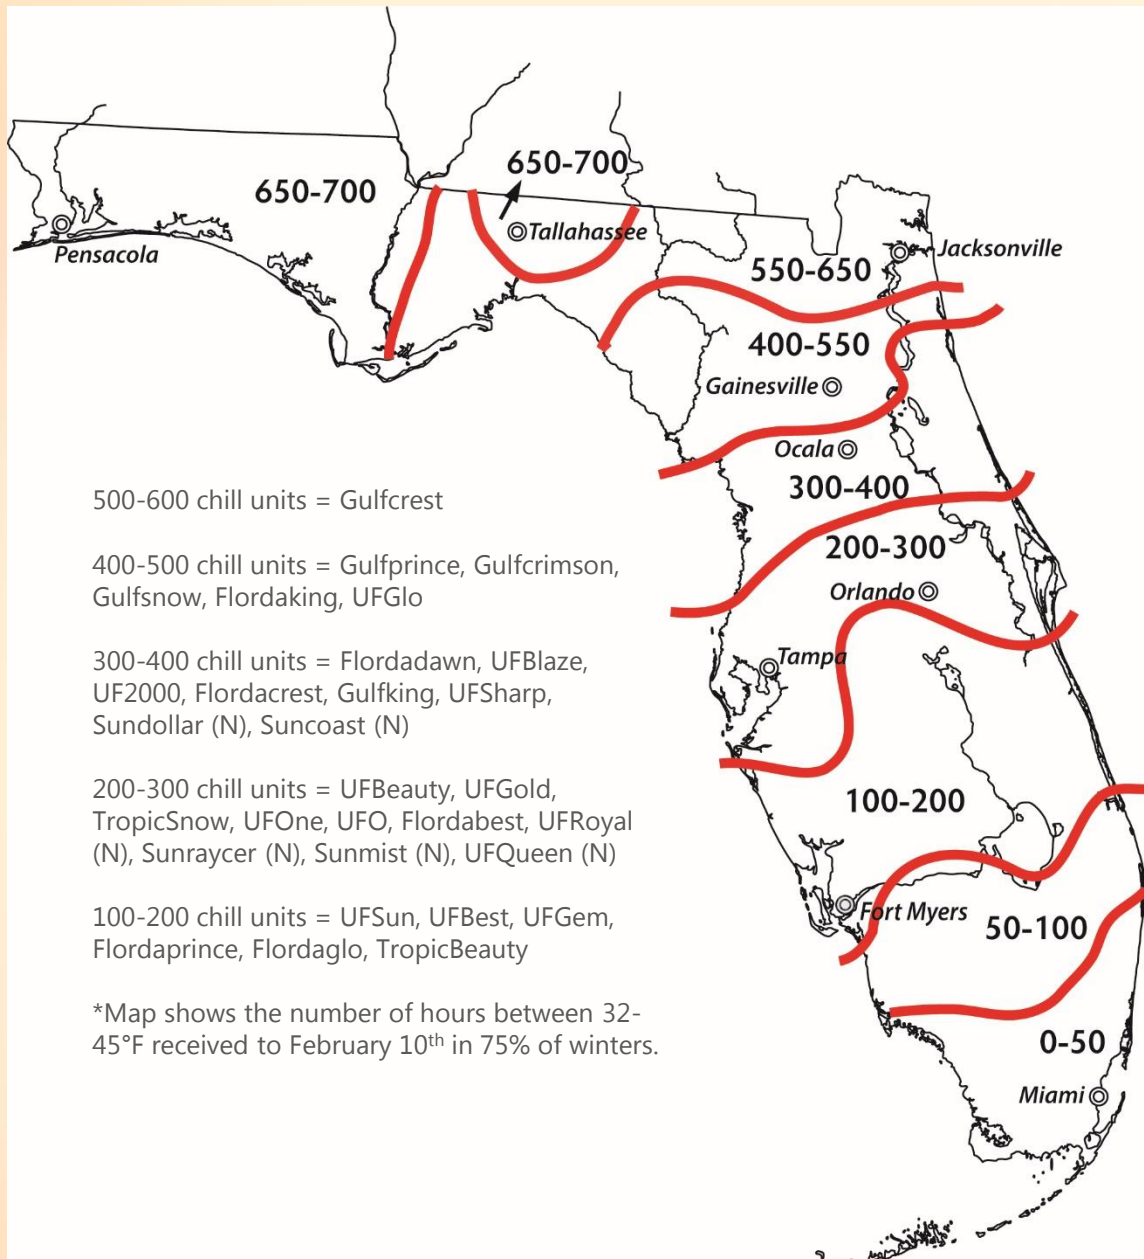 650-700
650-700
Tallahassee
Pensacola
Jacksonville
550-650
400-550
Gainesville
Ocala
300-400
200-300
Orlando
Tampa
100-200
Fort Myers
50-100
0-50
Miami
500-600 chill units = Gulfcrest
400-500 chill units = Gulfprince, Gulfcrimson,
Gulfsnow, Flordaking, UFGlo
300-400 chill units = Flordadawn, UFBlaze,
UF2000, Flordacrest, Gulfking, UFSharp,
Sundollar (N), Suncoast (N)
200-300 chill units = UFBeauty, UFGold,
TropicSnow, UFOne, UFO, Flordabest, UFRoyal
(N), Sunraycer (N), Sunmist (N), UFQueen (N)
100-200 chill units = UFSun, UFBest, UFGem,
Flordaprince, Flordaglo, TropicBeauty
*Map shows the number of hours between 32-
45°F received to February 10th in 75% of winters.